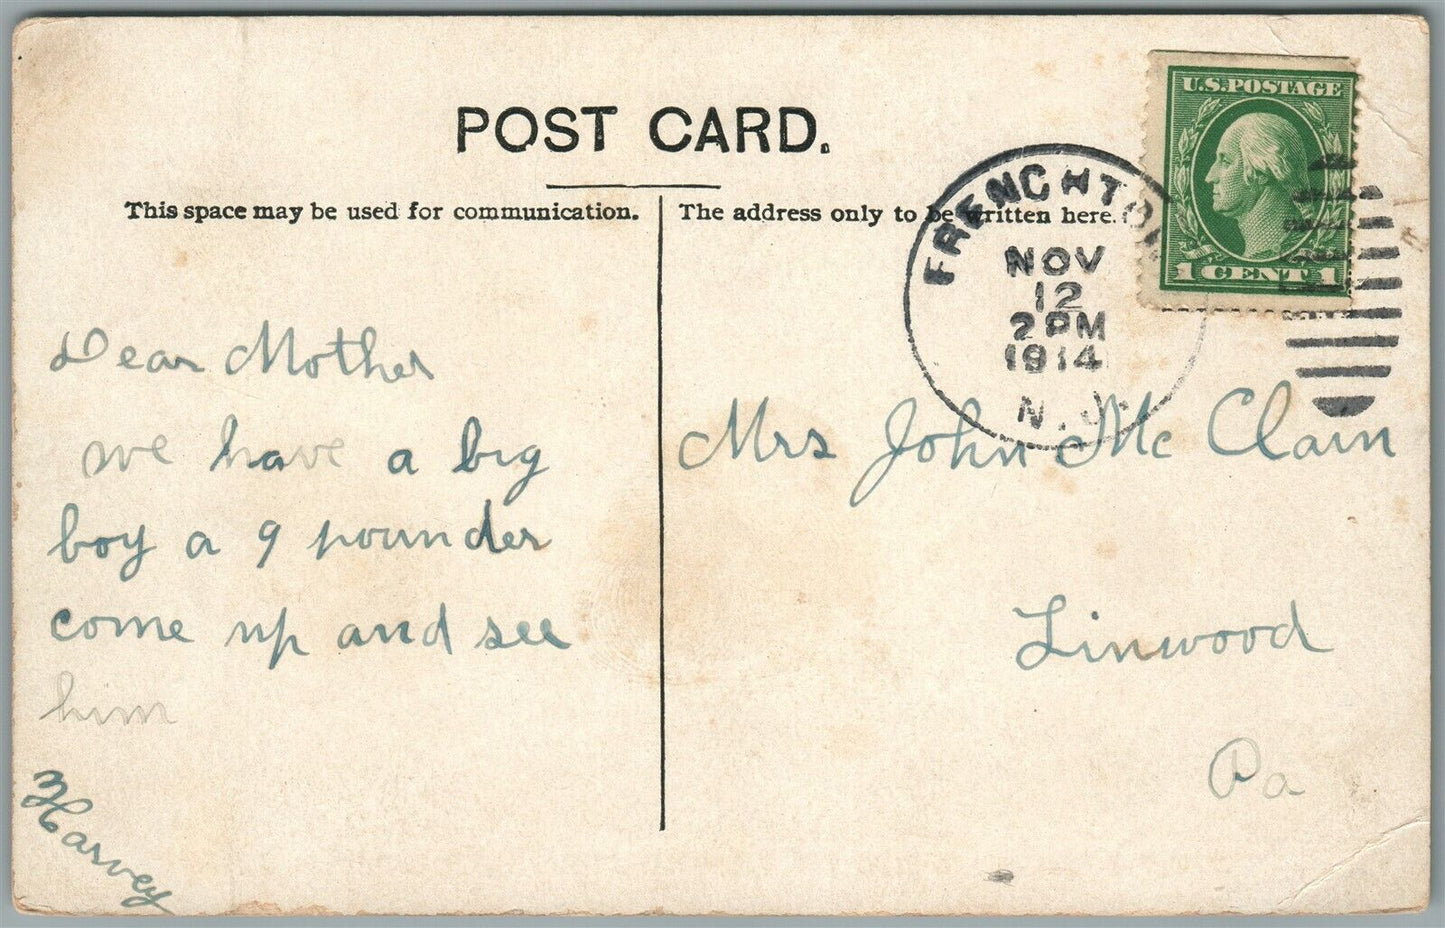 POST CARD.
This space may be used for communication.
The address only to be written here.
U.S. POSTAGE
1 CENT 1
FRENCHTOWN
NOV
12
2 PM
1914
N.J.
Dear Mother
we have a big
boy a 9 pounder
come up and see
him
Harvey
Mrs John Mc Clain
Linwood
Pa